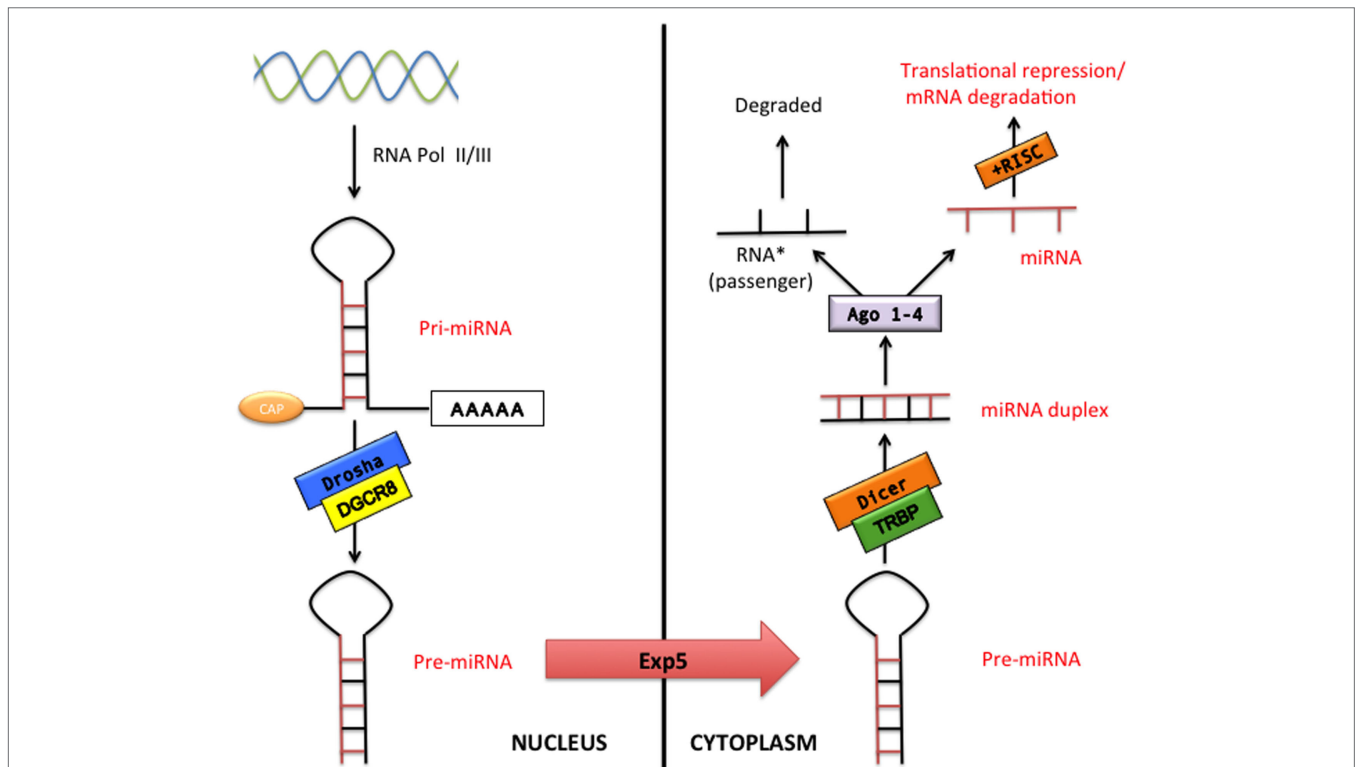 RNA Pol II/III
Pri-miRNA
CAP
AAAAA
Drosha
DGCR8
Pre-miRNA
Exp5
NUCLEUS
CYTOPLASM
Pre-miRNA
Dicer
TRBP
miRNA duplex
Ago 1-4
RNA*
(passenger)
Degraded
miRNA
+RISC
Translational repression/
mRNA degradation